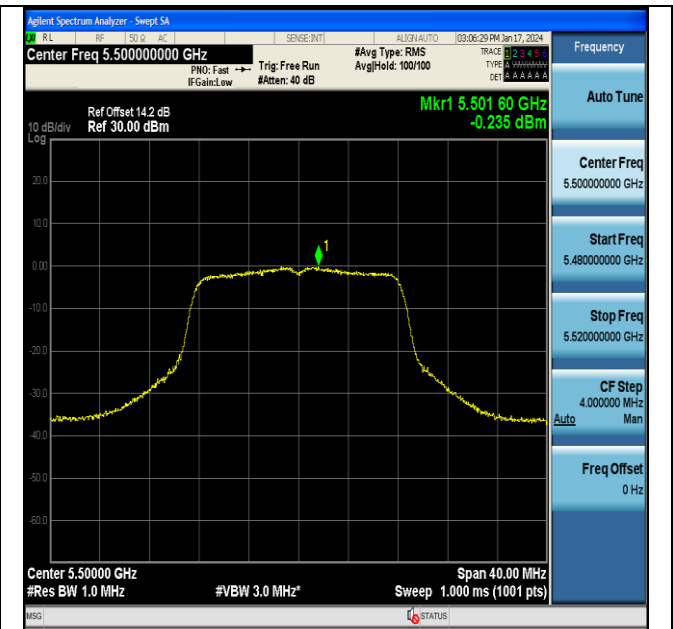 Agilent Spectrum Analyzer - Swept SA
RL RF 50 Ω AC SENSE:INT ALIGN AUTO 03:06:29 PM Jan 17, 2024
Center Freq 5.500000000 GHz
PNO: Fast
IFGain:Low
Trig: Free Run
#Atten: 40 dB
#Avg Type: RMS
Avg|Hold: 100/100
TRACE 1 2 3 4 5 6
TYPE A WWWWW
DET A A A A A A
Ref Offset 14.2 dB
10 dB/div Ref 30.00 dBm
Log
Mkr1 5.501 60 GHz
-0.235 dBm
20.0
10.0
0.00
-10.0
-20.0
-30.0
-40.0
-50.0
-60.0
1
Center 5.50000 GHz Span 40.00 MHz
#Res BW 1.0 MHz #VBW 3.0 MHz* Sweep 1.000 ms (1001 pts)
MSG STATUS
Frequency
Auto Tune
Center Freq
5.500000000 GHz
Start Freq
5.480000000 GHz
Stop Freq
5.520000000 GHz
CF Step
4.000000 MHz
Auto Man
Freq Offset
0 Hz